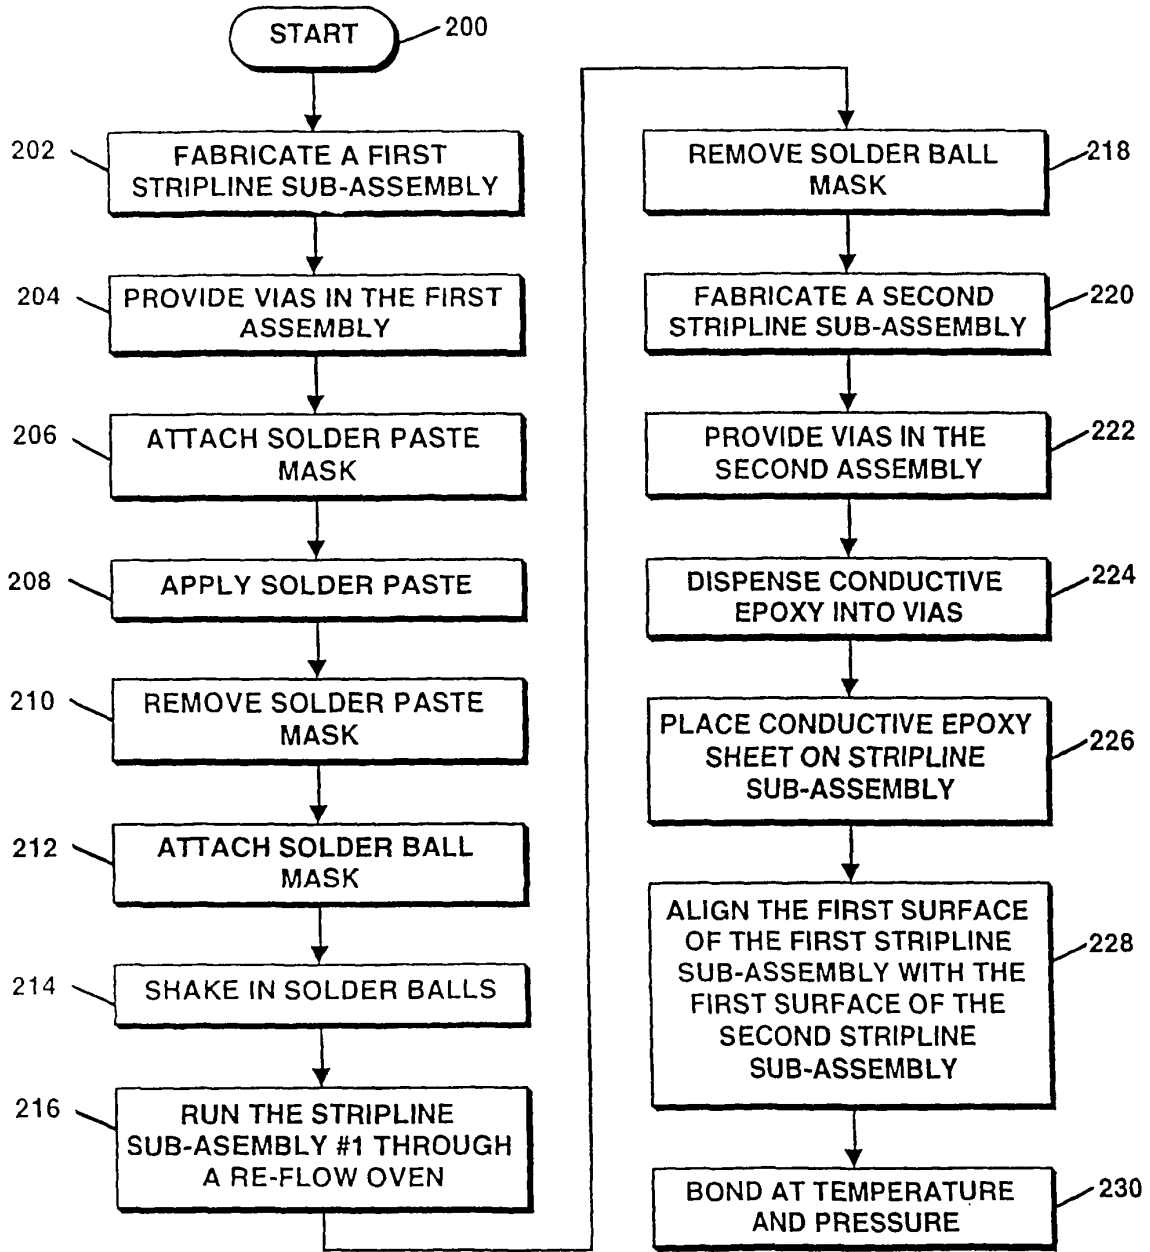 START
200
202
FABRICATE A FIRST
STRIPLINE SUB-ASSEMBLY
204
PROVIDE VIAS IN THE FIRST
ASSEMBLY
206
ATTACH SOLDER PASTE
MASK
208
APPLY SOLDER PASTE
210
REMOVE SOLDER PASTE
MASK
212
ATTACH SOLDER BALL
MASK
214
SHAKE IN SOLDER BALLS
216
RUN THE STRIPLINE
SUB-ASEMBLY #1 THROUGH
A RE-FLOW OVEN
REMOVE SOLDER BALL
MASK
218
FABRICATE A SECOND
STRIPLINE SUB-ASSEMBLY
220
PROVIDE VIAS IN THE
SECOND ASSEMBLY
222
DISPENSE CONDUCTIVE
EPOXY INTO VIAS
224
PLACE CONDUCTIVE EPOXY
SHEET ON STRIPLINE
SUB-ASSEMBLY
226
ALIGN THE FIRST SURFACE
OF THE FIRST STRIPLINE
SUB-ASSEMBLY WITH THE
FIRST SURFACE OF THE
SECOND STRIPLINE
SUB-ASSEMBLY
228
BOND AT TEMPERATURE
AND PRESSURE
230